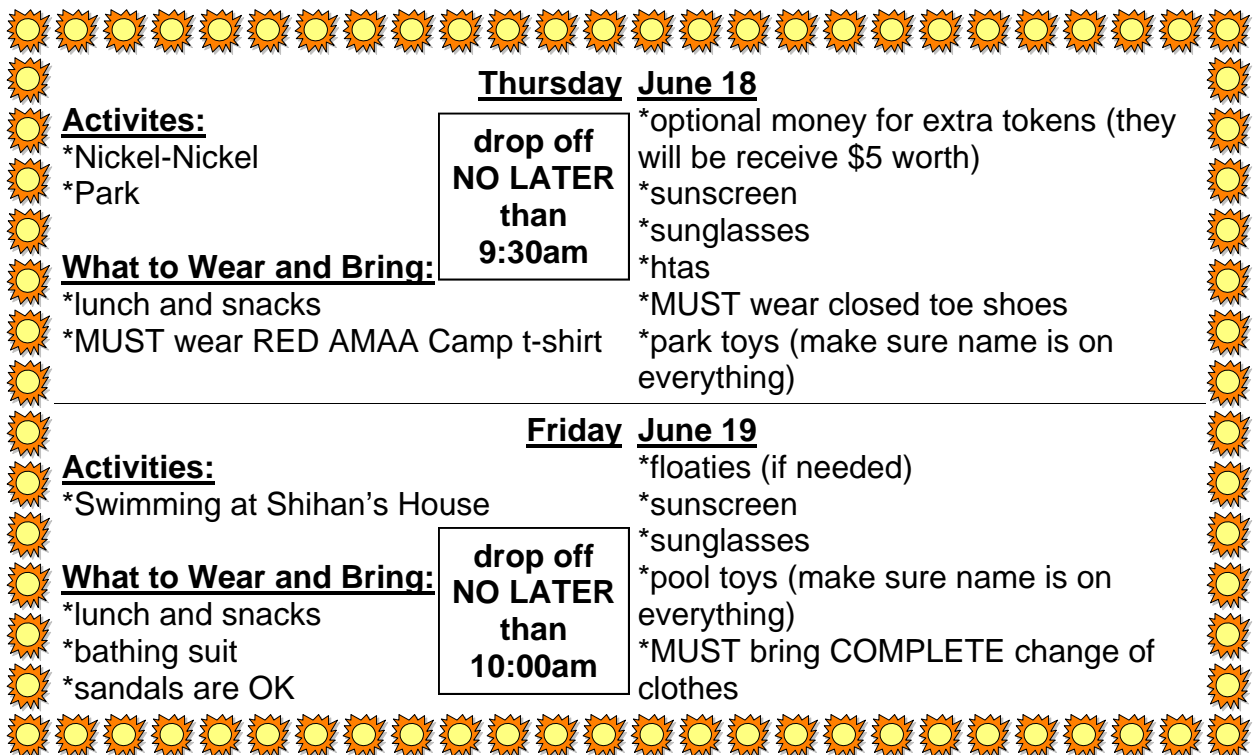 Thursday June 18
Activites:
*Nickel-Nickel
*Park
What to Wear and Bring:
*lunch and snacks
*MUST wear RED AMAA Camp t-shirt
drop off
NO LATER
than
9:30am
*optional money for extra tokens (they
will be receive $5 worth)
*sunscreen
*sunglasses
*htas
*MUST wear closed toe shoes
*park toys (make sure name is on
everything)
Friday June 19
Activities:
*Swimming at Shihan's House
What to Wear and Bring:
*lunch and snacks
*bathing suit
*sandals are OK
drop off
NO LATER
than
10:00am
*floaties (if needed)
*sunscreen
*sunglasses
*pool toys (make sure name is on
everything)
*MUST bring COMPLETE change of
clothes